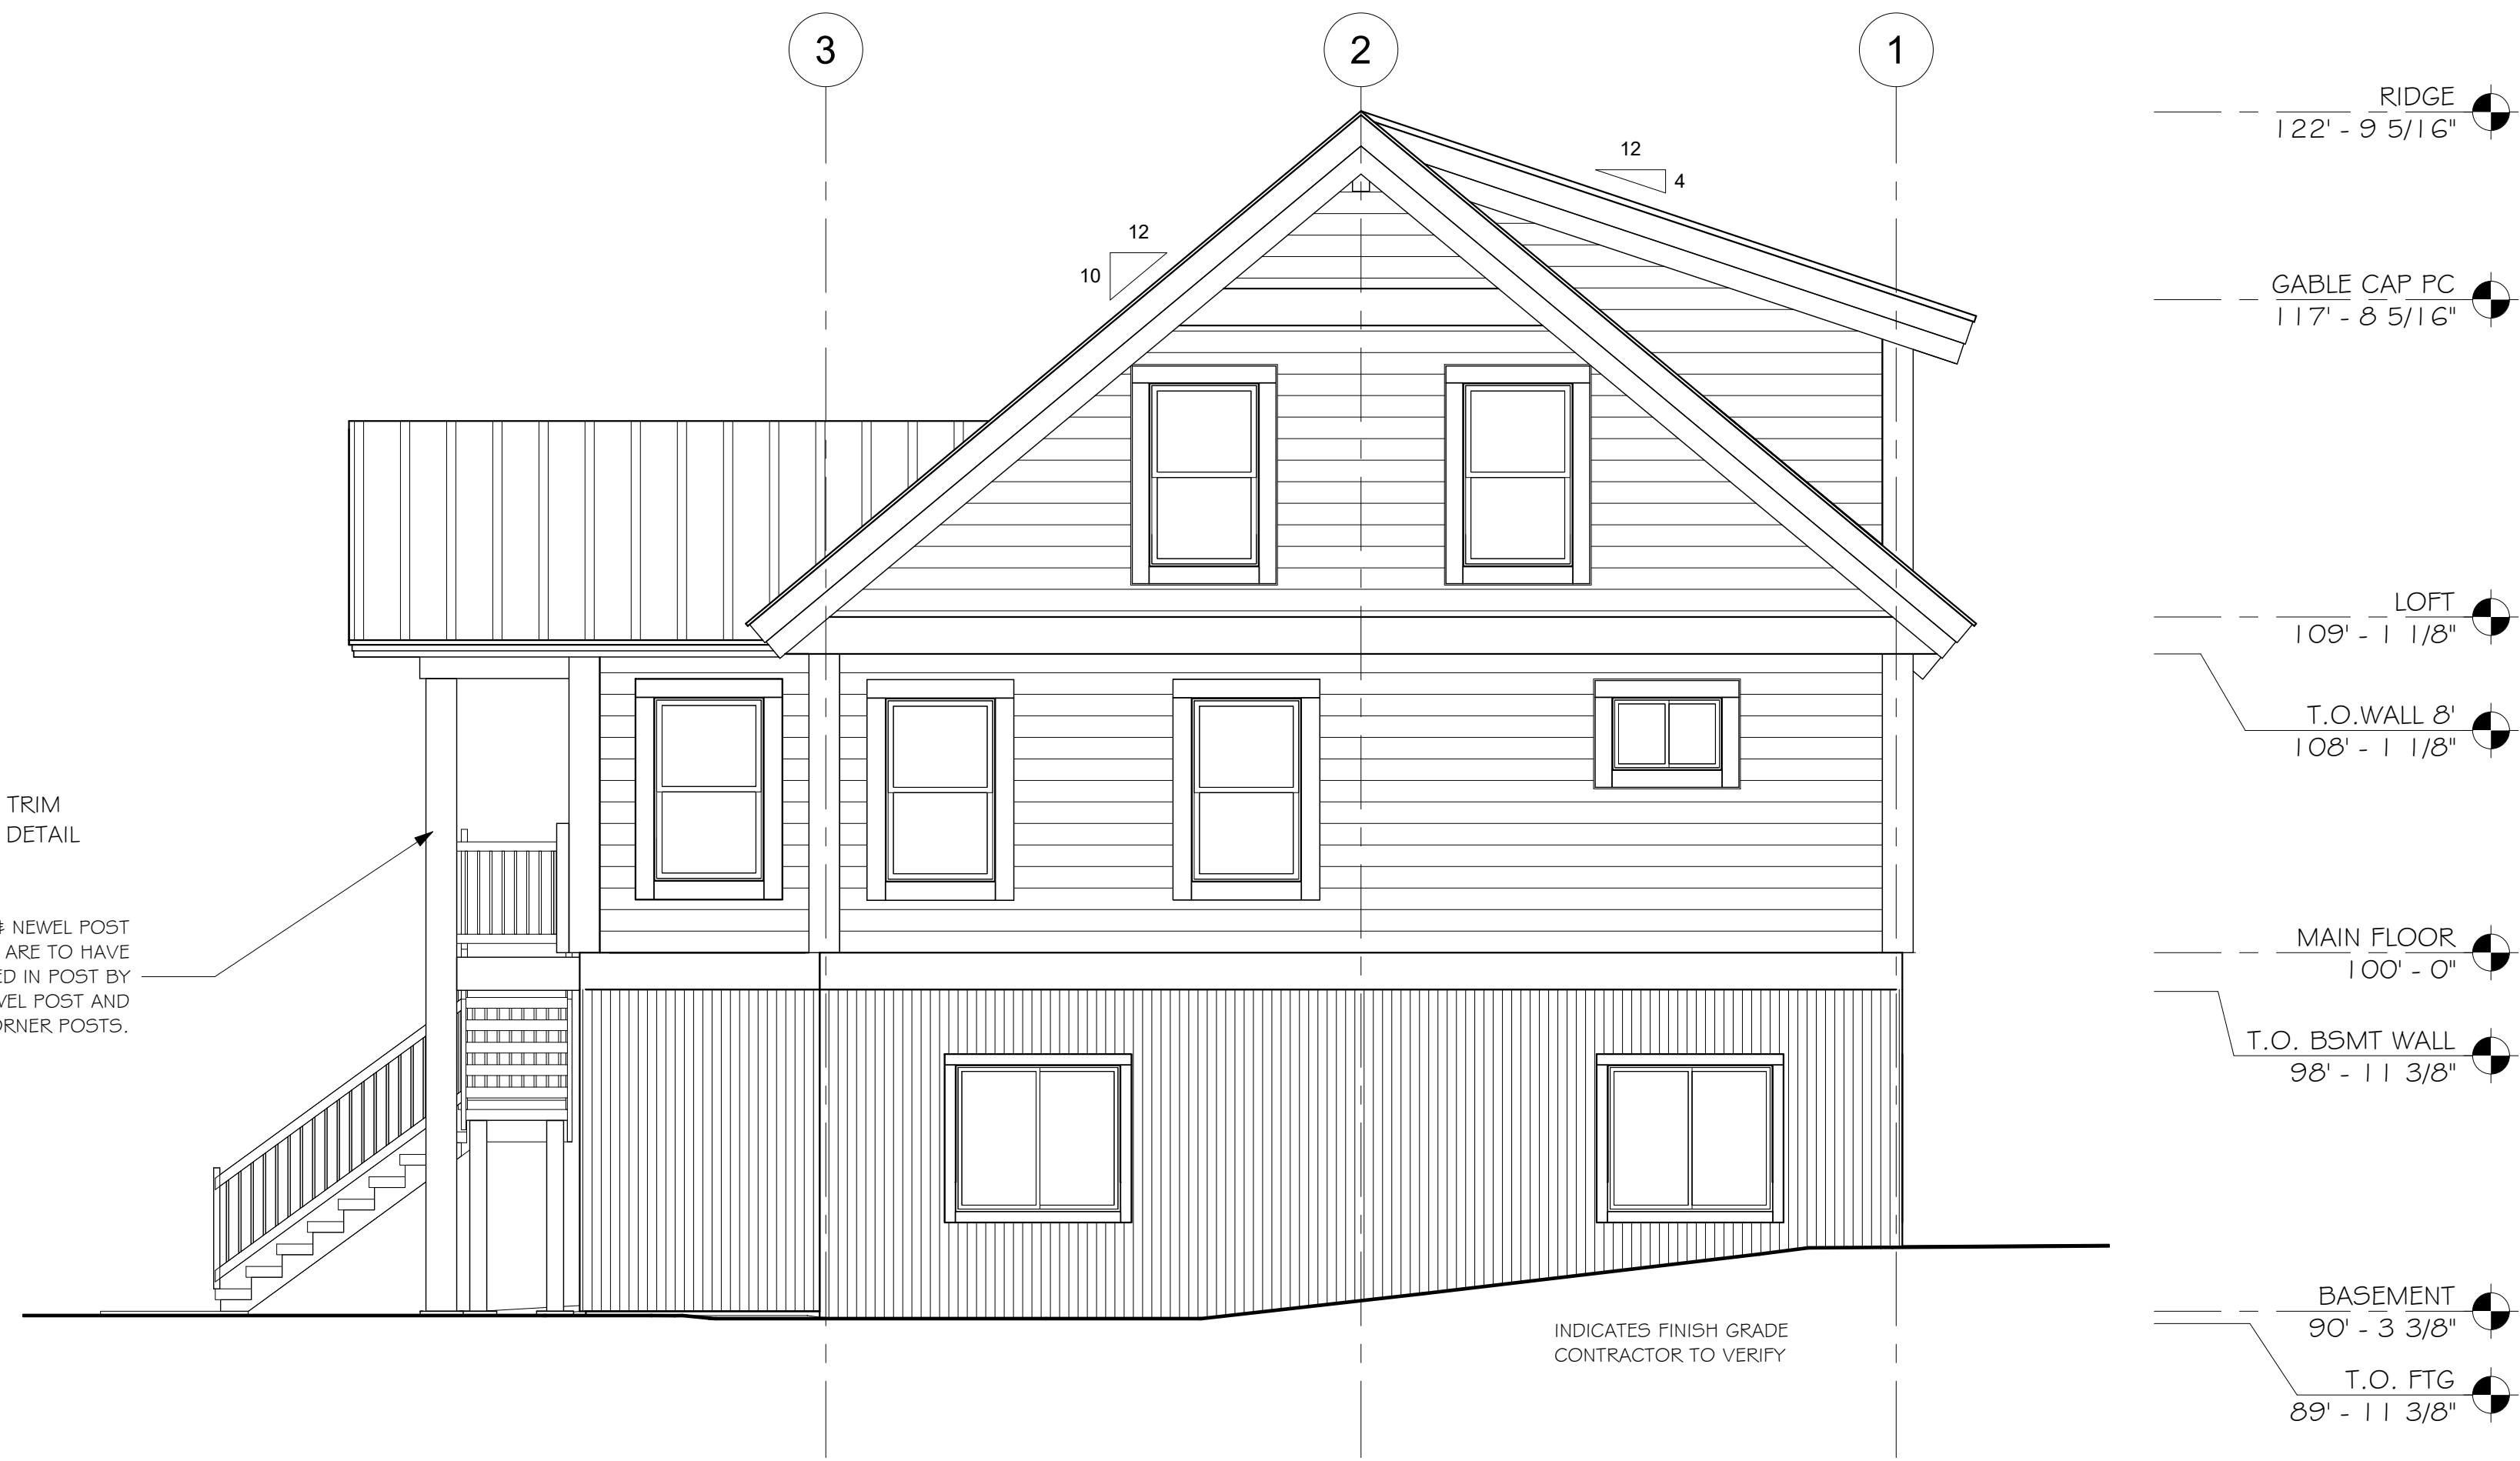 3
2
1
RIDGE
122' - 9 5/16"
12
4
12
10
GABLE CAP PC
117' - 8 5/16"
LOFT
109' - 1 1/8"
T.O.WALL 8'
108' - 1 1/8"
TRIM
DETAIL
NEWEL POST
ARE TO HAVE
IN POST BY
POST AND
POSTS.
MAIN FLOOR
100' - 0"
T.O. BSMT WALL
98' - 11 3/8"
BASEMENT
90' - 3 3/8"
INDICATES FINISH GRADE
CONTRACTOR TO VERIFY
T.O. FTG
89' - 11 3/8"